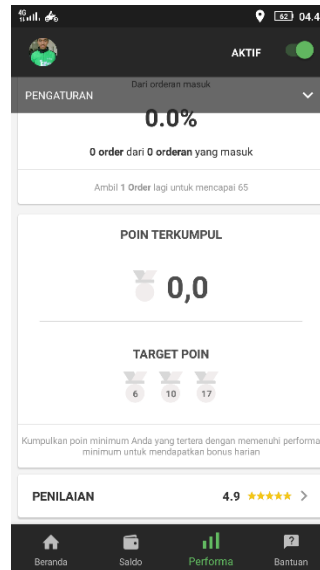 4G
62 04.4
AKTIF
PENGATURAN
Dari orderan masuk
0.0%
0 order dari 0 orderan yang masuk
Ambil 1 Order lagi untuk mencapai 65
POIN TERKUMPUL
0,0
TARGET POIN
6 10 17
Kumpulkan poin minimum Anda yang tertera dengan memenuhi performa
minimum untuk mendapatkan bonus harian
PENILAIAN 4.9 ★★★★★ >
Beranda Saldo Performa Bantuan